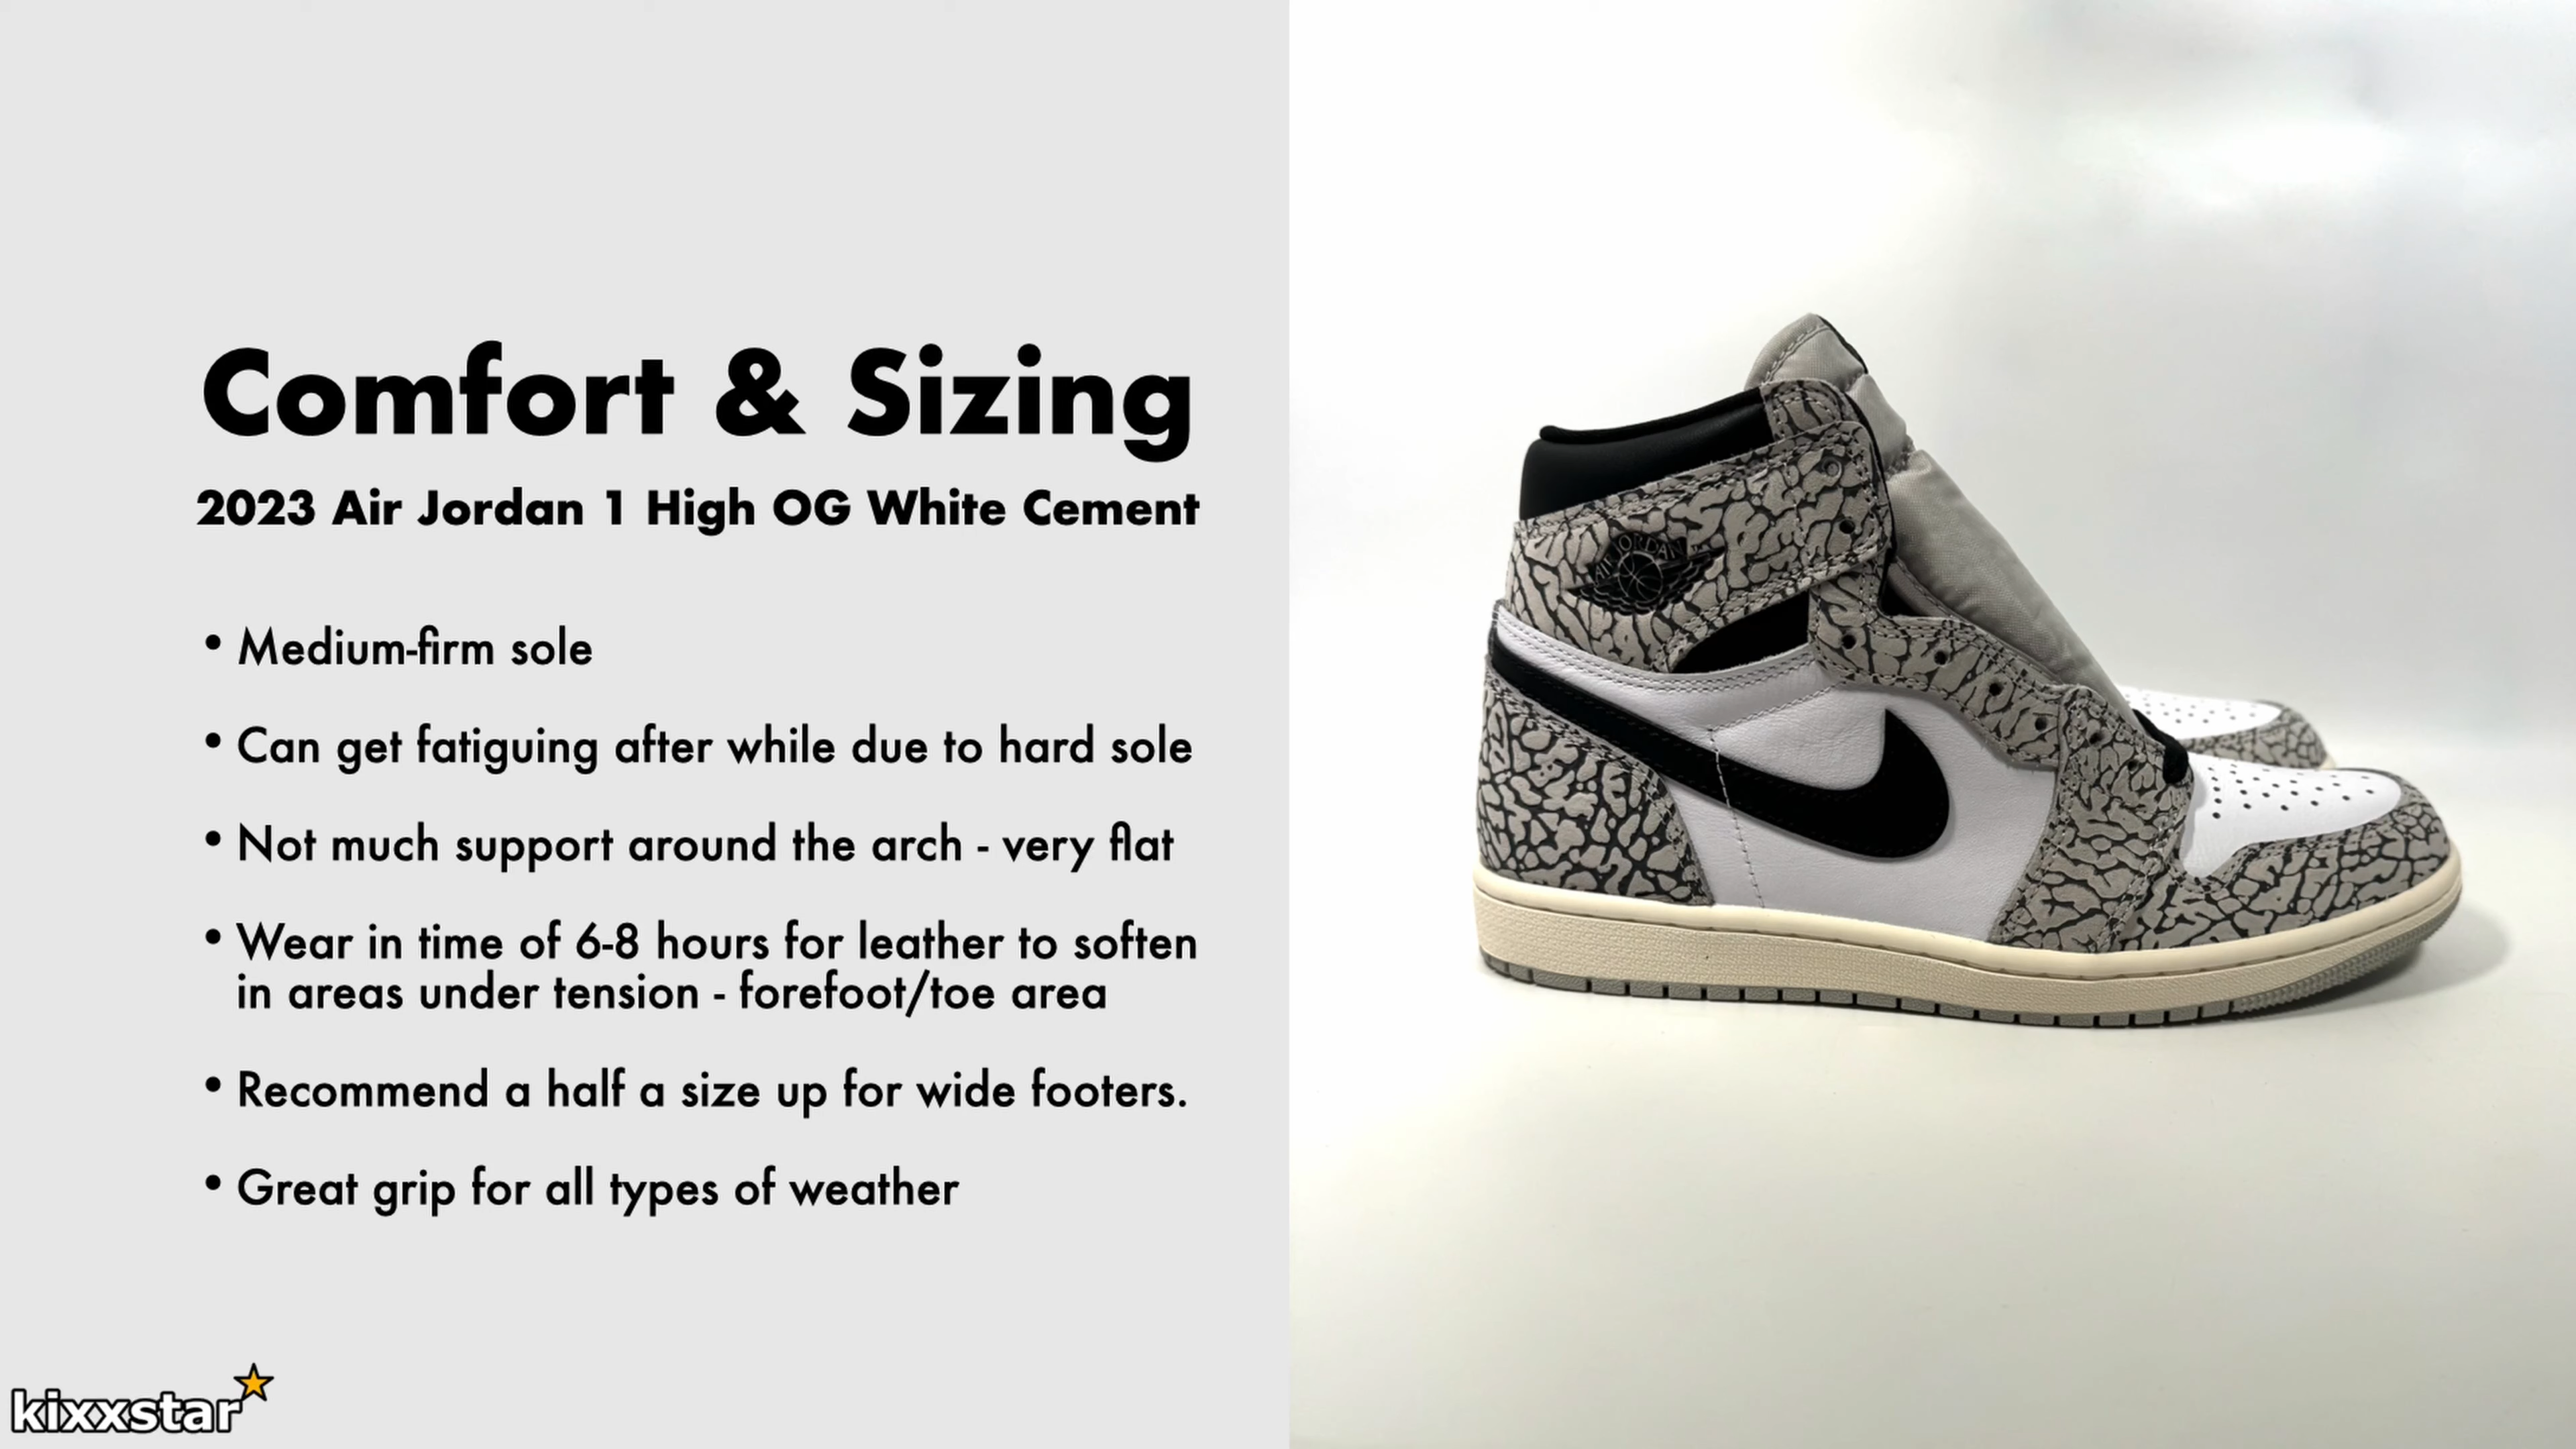 Comfort & Sizing
2023 Air Jordan 1 High OG White Cement
• Medium-firm sole
• Can get fatiguing after while due to hard sole
• Not much support around the arch - very flat
• Wear in time of 6-8 hours for leather to soften
in areas under tension - forefoot/toe area
• Recommend a half a size up for wide footers.
• Great grip for all types of weather
kixxstar
AIR JORDAN